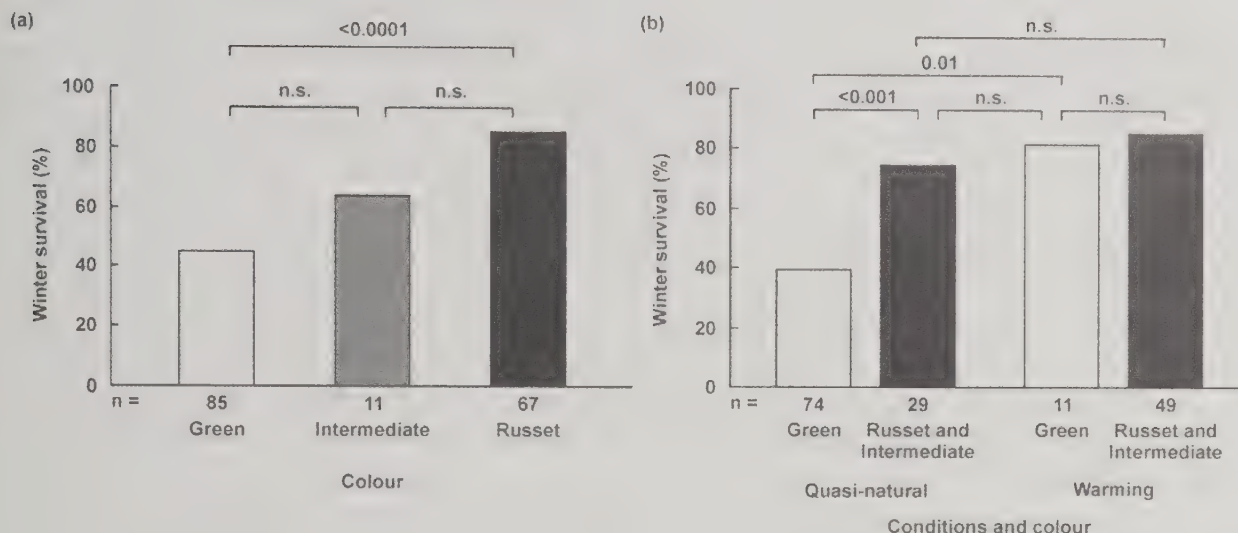 (a)
<0.0001
n.s.
n.s.
100
80
60
40
20
0
Winter survival (%)
n =
85
11
67
Green
Intermediate
Russet
Colour
(b)
n.s.
0.01
<0.001
n.s.
n.s.
100
80
60
40
20
0
Winter survival (%)
n =
74
29
11
49
Green
Russet and
Intermediate
Green
Russet and
Intermediate
Quasi-natural
Warming
Conditions and colour